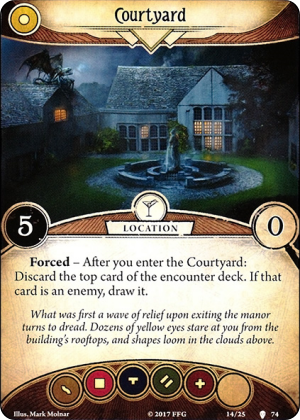 Courtyard
5
LOCATION
0
Forced – After you enter the Courtyard:
Discard the top card of the encounter deck. If that
card is an enemy, draw it.
What was first a wave of relief upon exiting the manor
turns to dread. Dozens of yellow eyes stare at you from the
building's rooftops, and shapes loom in the clouds above.
Illus. Mark Molnar
© 2017 FFG
14/25
74